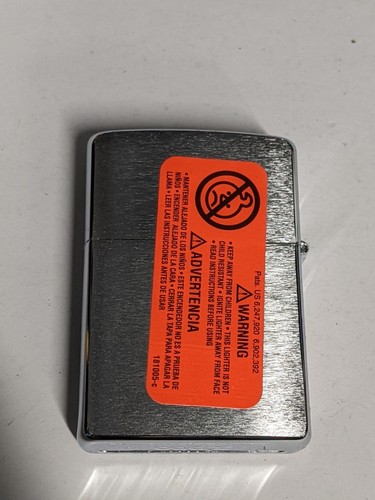 Pats. US 6,247,920 6,902,392
⚠ WARNING
• KEEP AWAY FROM CHILDREN • THIS LIGHTER IS NOT
CHILD RESISTANT • IGNITE LIGHTER AWAY FROM FACE
• READ INSTRUCTIONS BEFORE USING
⚠ ADVERTENCIA
• MANTENER ALEJADO DE LOS NIÑOS • ESTE ENCENDEDOR NO ES A PRUEBA DE
NIÑOS • ENCENDER ALEJADO DE LA CARA • CERRAR LA TAPA PARA APAGAR LA
LLAMA • LEER LAS INSTRUCCIONES ANTES DE USAR
181005-c